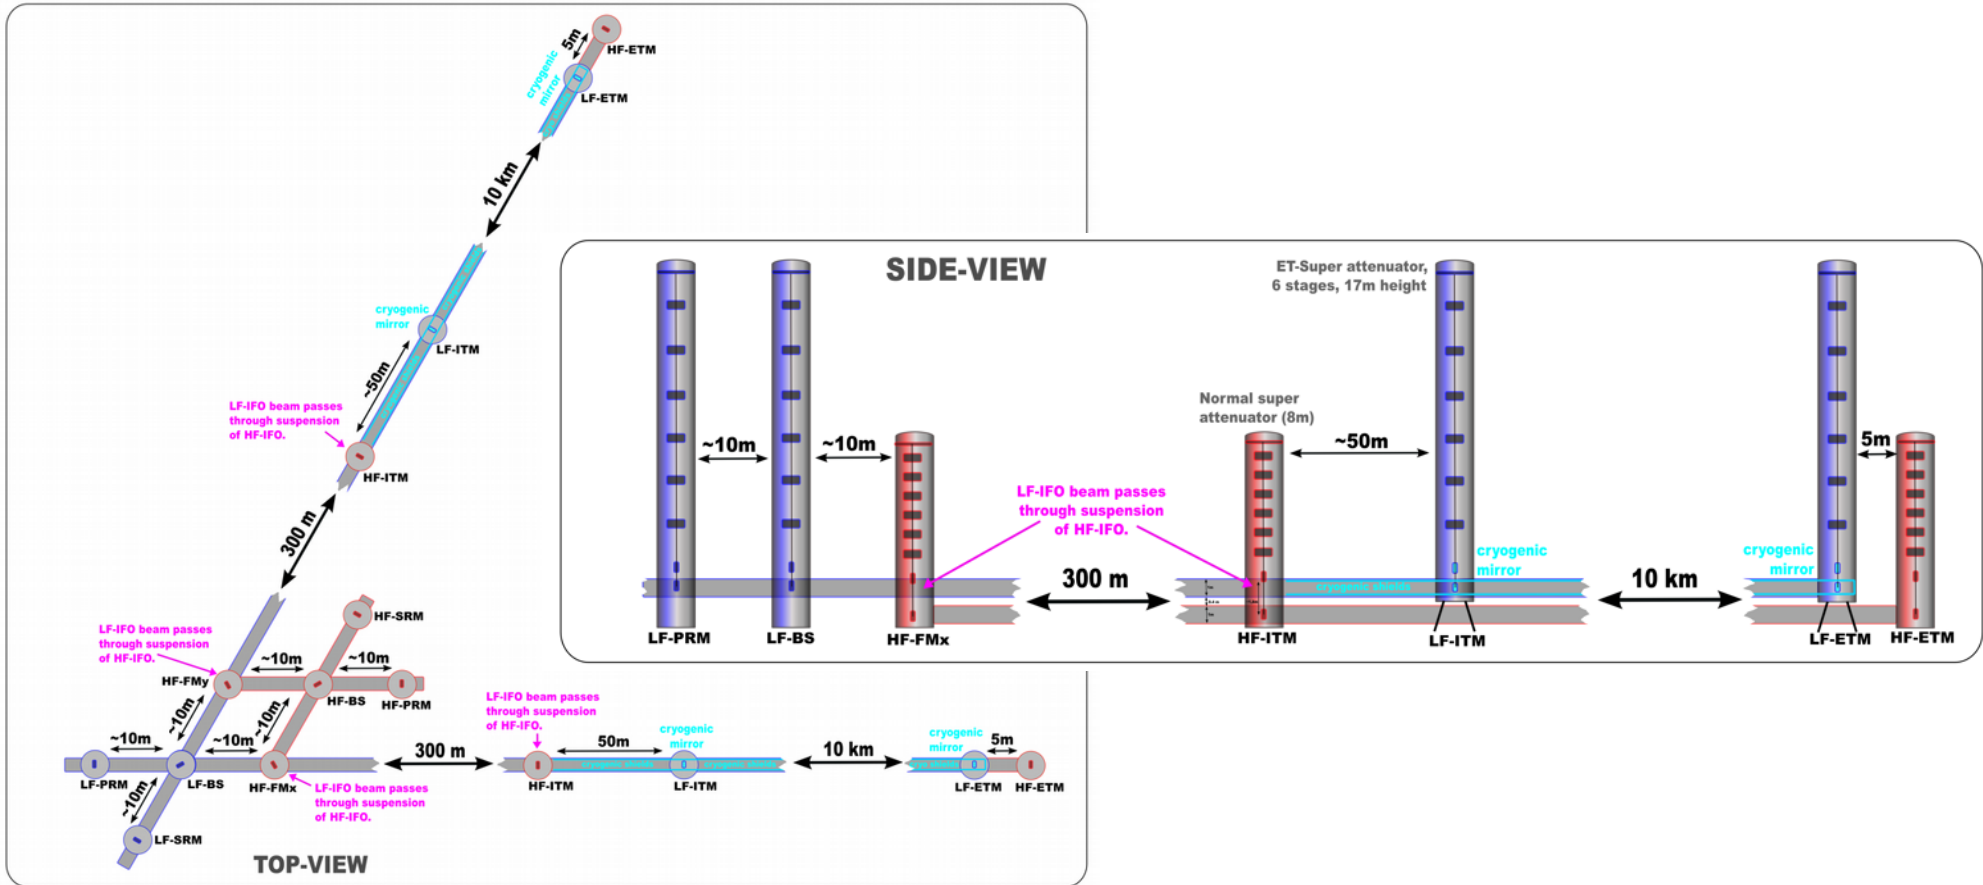 5m
HF-ETM
cryogenic
mirror
LF-ETM
10 km
cryogenic
mirror
LF-ITM
~50m
LF-IFO beam passes
through suspension
of HF-IFO.
HF-ITM
300 m
HF-SRM
LF-IFO beam passes
through suspension
of HF-IFO.
~10m
~10m
HF-FMy
HF-BS
HF-PRM
~10m
~10m
~10m
~10m
LF-PRM
LF-BS
HF-FMx
~10m
LF-SRM
LF-IFO beam passes
through suspension
of HF-IFO.
300 m
LF-IFO beam passes
through suspension
of HF-IFO.
50m
cryogenic
mirror
cryogenic shields
cryogenic shields
HF-ITM
LF-ITM
10 km
cryogenic
mirror
5m
LF-ETM
HF-ETM
TOP-VIEW
SIDE-VIEW
ET-Super attenuator,
6 stages, 17m height
Normal super
attenuator (8m)
~10m
~10m
~50m
5m
LF-IFO beam passes
through suspension
of HF-IFO.
cryogenic
mirror
cryogenic
mirror
300 m
cryogenic shields
10 km
LF-PRM
LF-BS
HF-FMx
HF-ITM
LF-ITM
LF-ETM
HF-ETM